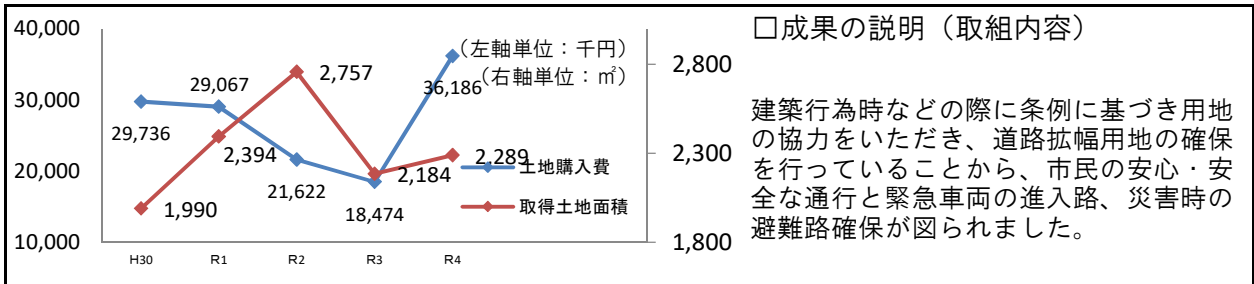 40,000
30,000
20,000
10,000
(左軸単位：千円)
(右軸単位：㎡)
29,736
29,067
21,622
18,474
36,186
1,990
2,394
2,757
2,184
2,289
土地購入費
取得土地面積
H30 R1 R2 R3 R4
2,800
2,300
1,800
□成果の説明（取組内容）
建築行為時などの際に条例に基づき用地
の協力をいただき、道路拡幅用地の確保
を行っていることから、市民の安心・安
全な通行と緊急車両の進入路、災害時の
避難路確保が図られました。